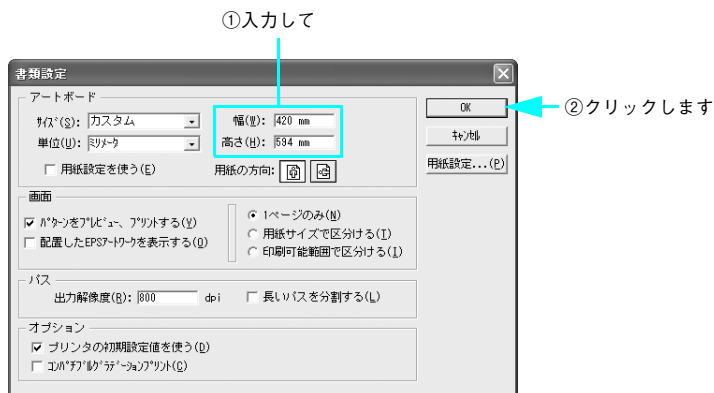 ①入力して
書類設定
アートボード
サイズ(S): カスタム
幅(W): 420 mm
OK
②クリックします
単位(U): ミリメータ
高さ(H): 594 mm
キャンセル
用紙設定を使う(E)
用紙の方向:
用紙設定...(P)
画面
パターンをプレビュー、プリントする(Y)
配置したEPSアートワークを表示する(O)
1ページのみ(N)
用紙サイズで区分ける(T)
印刷可能範囲で区分ける(I)
パス
出力解像度(R): 800 dpi
長いパスを分割する(L)
オプション
プリンタの初期設定値を使う(D)
コンパチブルグラデーションプリント(C)